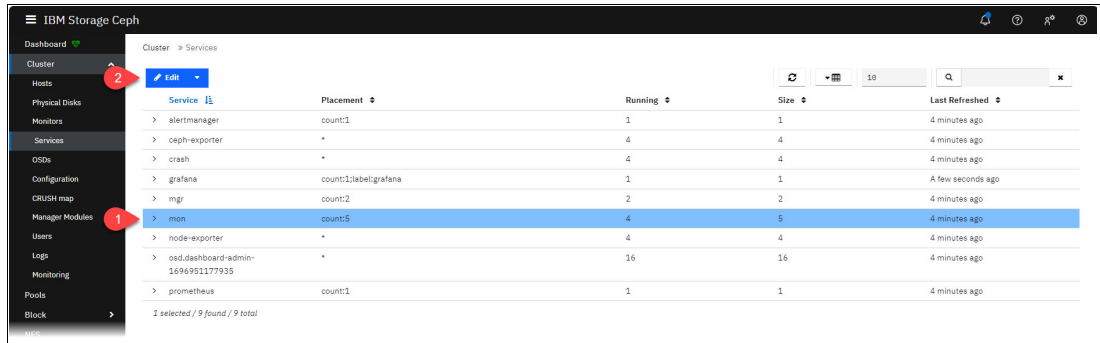 IBM Storage Ceph
Dashboard
Cluster
Hosts
Physical Disks
Monitors
Services
OSDs
Configuration
CRUSH map
Manager Modules
Users
Logs
Monitoring
Pools
Block
Cluster » Services
2
Edit
10
Service Placement Running Size Last Refreshed
alertmanager count:1 1 1 4 minutes ago
ceph-exporter * 4 4 4 minutes ago
crash * 4 4 4 minutes ago
grafana count:1;label:grafana 1 1 A few seconds ago
mgr count:2 2 2 4 minutes ago
1
mon count:5 4 5 4 minutes ago
node-exporter * 4 4 4 minutes ago
osd.dashboard-admin- * 16 16 4 minutes ago
1696951177935
prometheus count:1 1 1 4 minutes ago
1 selected / 9 found / 9 total